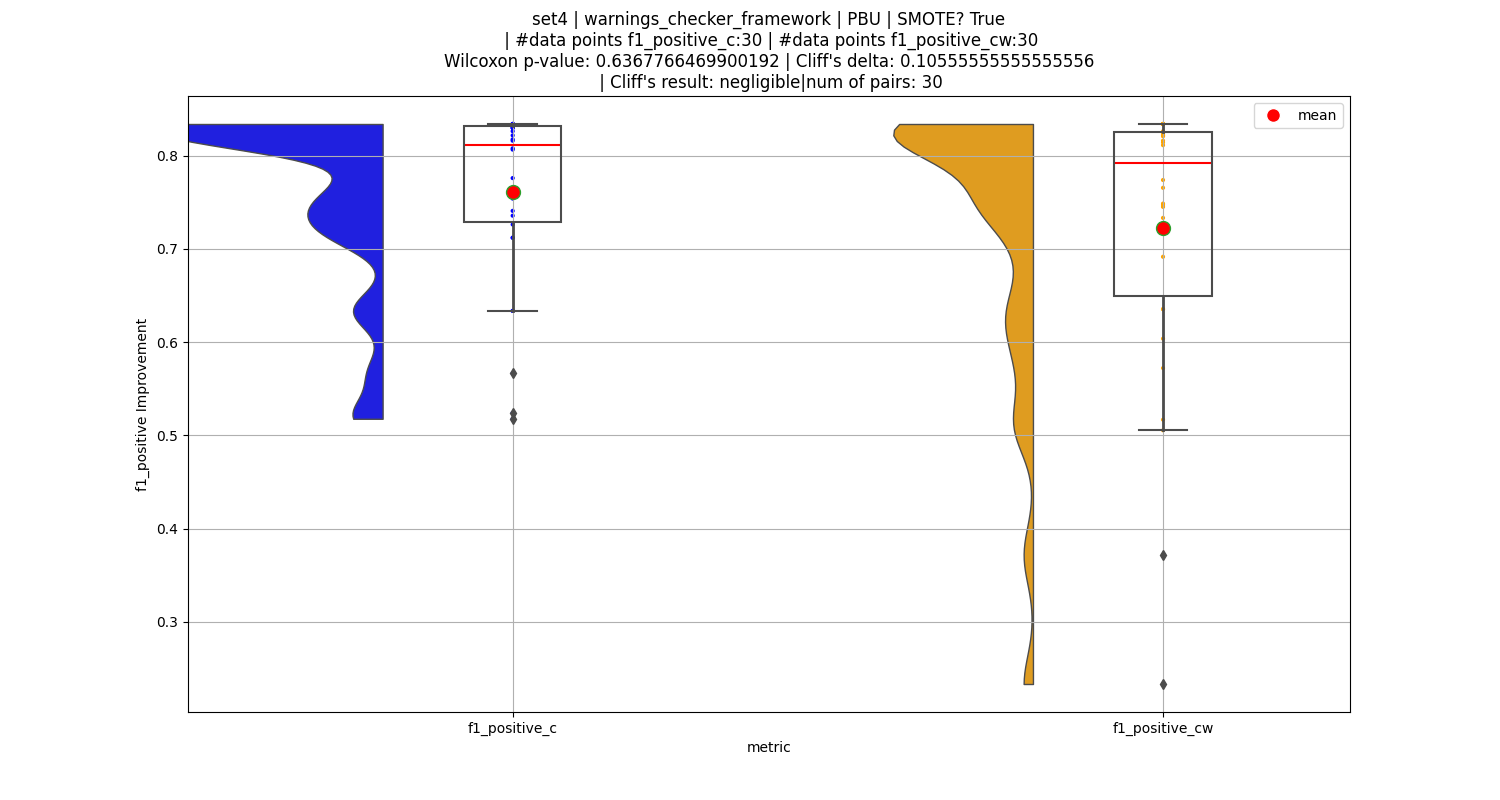 set4 | warnings_checker_framework | PBU | SMOTE? True
| #data points f1_positive_c:30 | #data points f1_positive_cw:30
Wilcoxon p-value: 0.6367766469900192 | Cliff's delta: 0.10555555555555556
| Cliff's result: negligible|num of pairs: 30
mean
0.8
0.7
0.6
0.5
0.4
0.3
f1_positive Improvement
f1_positive_c
f1_positive_cw
metric